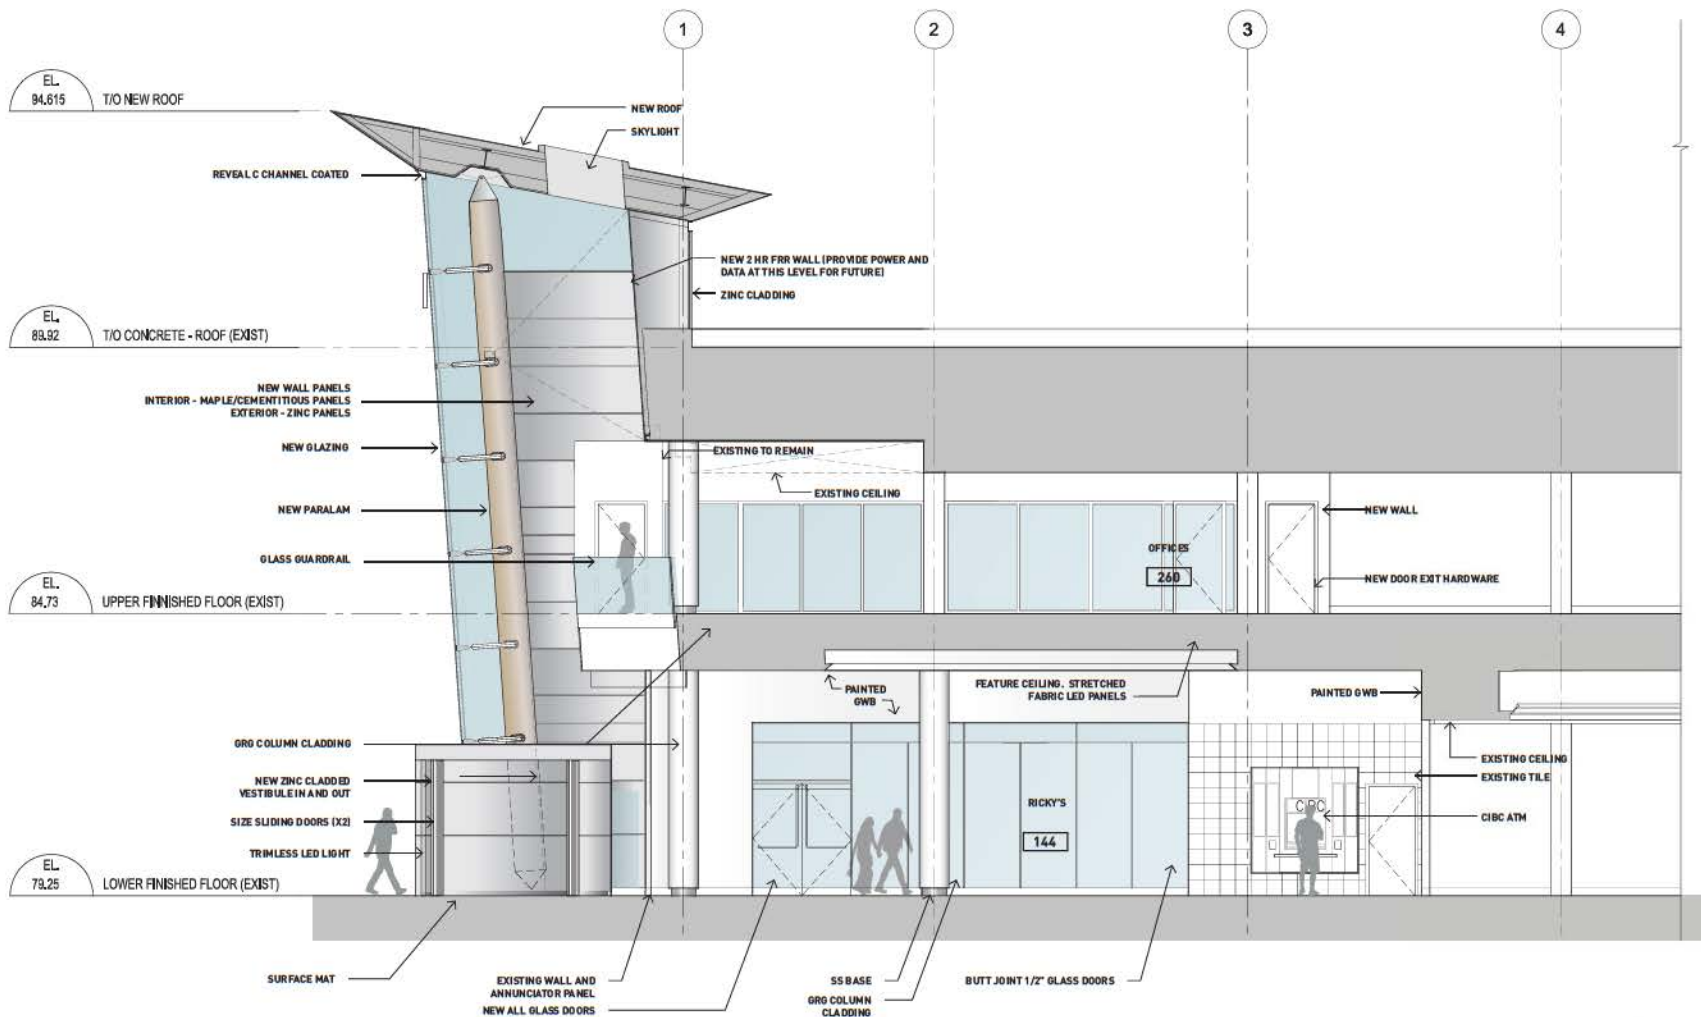 1
2
3
4
EL.
94.615
T/O NEW ROOF
NEW ROOF
SKYLIGHT
REVEAL C CHANNEL COATED
NEW 2 HR FRR WALL (PROVIDE POWER AND
DATA AT THIS LEVEL FOR FUTURE)
ZINC CLADDING
EL.
89.92
T/O CONCRETE - ROOF (EXIST)
NEW WALL PANELS
INTERIOR - MAPLE/CEMENTITIOUS PANELS
EXTERIOR - ZINC PANELS
NEW GLAZING
EXISTING TO REMAIN
EXISTING CEILING
NEW PARALAM
NEW WALL
GLASS GUARDRAIL
OFFICES
260
NEW DOOR EXIT HARDWARE
EL.
84.73
UPPER FINNISHED FLOOR (EXIST)
PAINTED
GWB
FEATURE CEILING. STRETCHED
FABRIC LED PANELS
PAINTED GWB
GRG COLUMN CLADDING
EXISTING CEILING
EXISTING TILE
NEW ZINC CLADDED
VESTIBULE IN AND OUT
SIZE SLIDING DOORS (X2)
TRIMLESS LED LIGHT
RICKY'S
144
CIBC
CIBC ATM
EL.
79.25
LOWER FINISHED FLOOR (EXIST)
SURFACE MAT
EXISTING WALL AND
ANNUNCIATOR PANEL
NEW ALL GLASS DOORS
SS BASE
GRG COLUMN
CLADDING
BUTT JOINT 1/2" GLASS DOORS